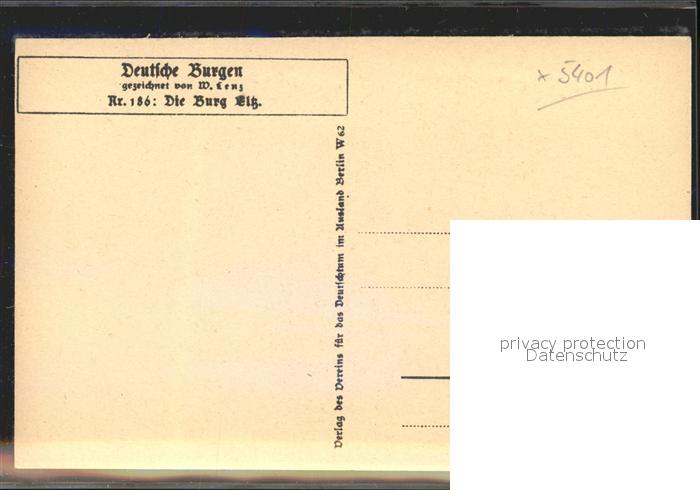 Deutsche Burgen
gezeichnet von W. Lenz
Nr. 186: Die Burg Eltz.
x 5401
Verlag des Vereins für das Deutschtum im Ausland Berlin W 62
privacy protection
Datenschutz